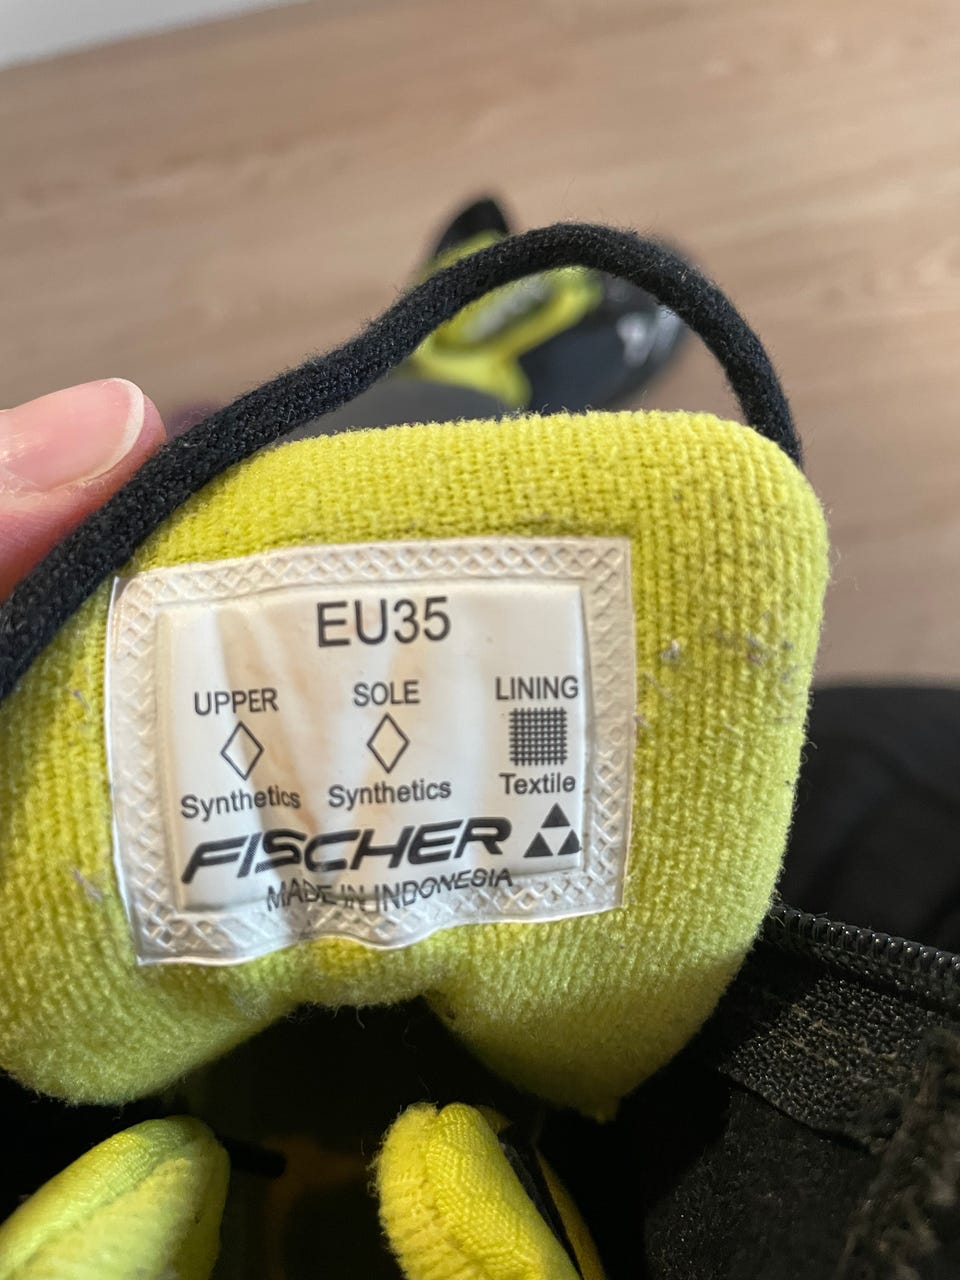 EU35
UPPER SOLE LINING
Synthetics Synthetics Textile
FISCHER
MADE IN INDONESIA